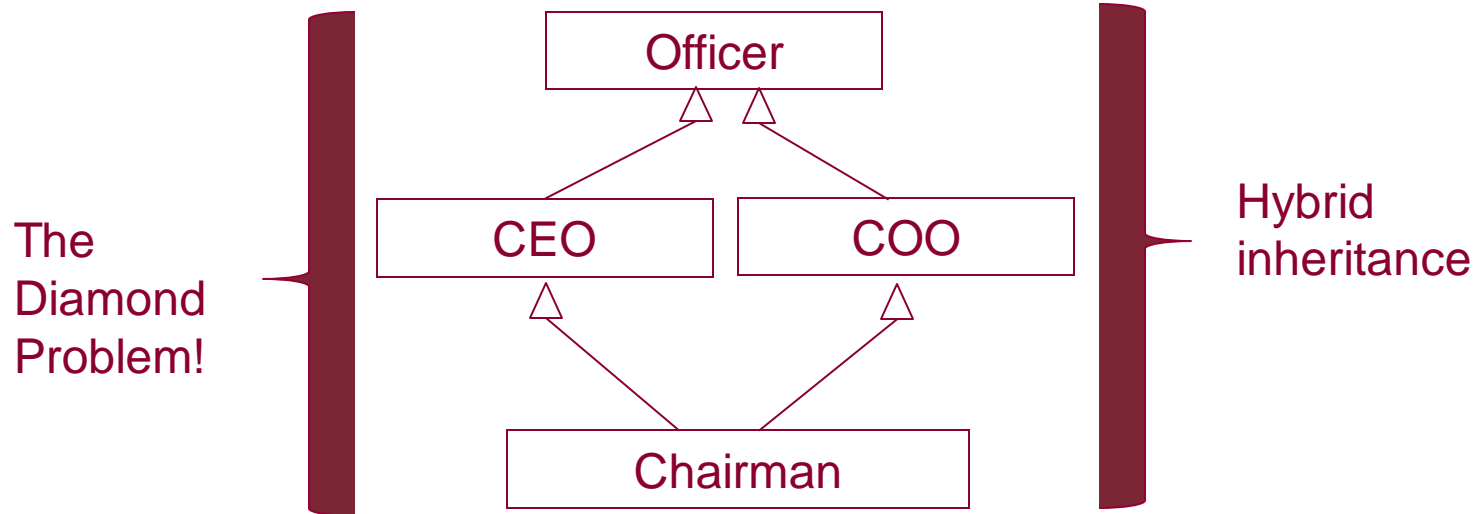 Officer
CEO
COO
Chairman
The
Diamond
Problem!
Hybrid
inheritance